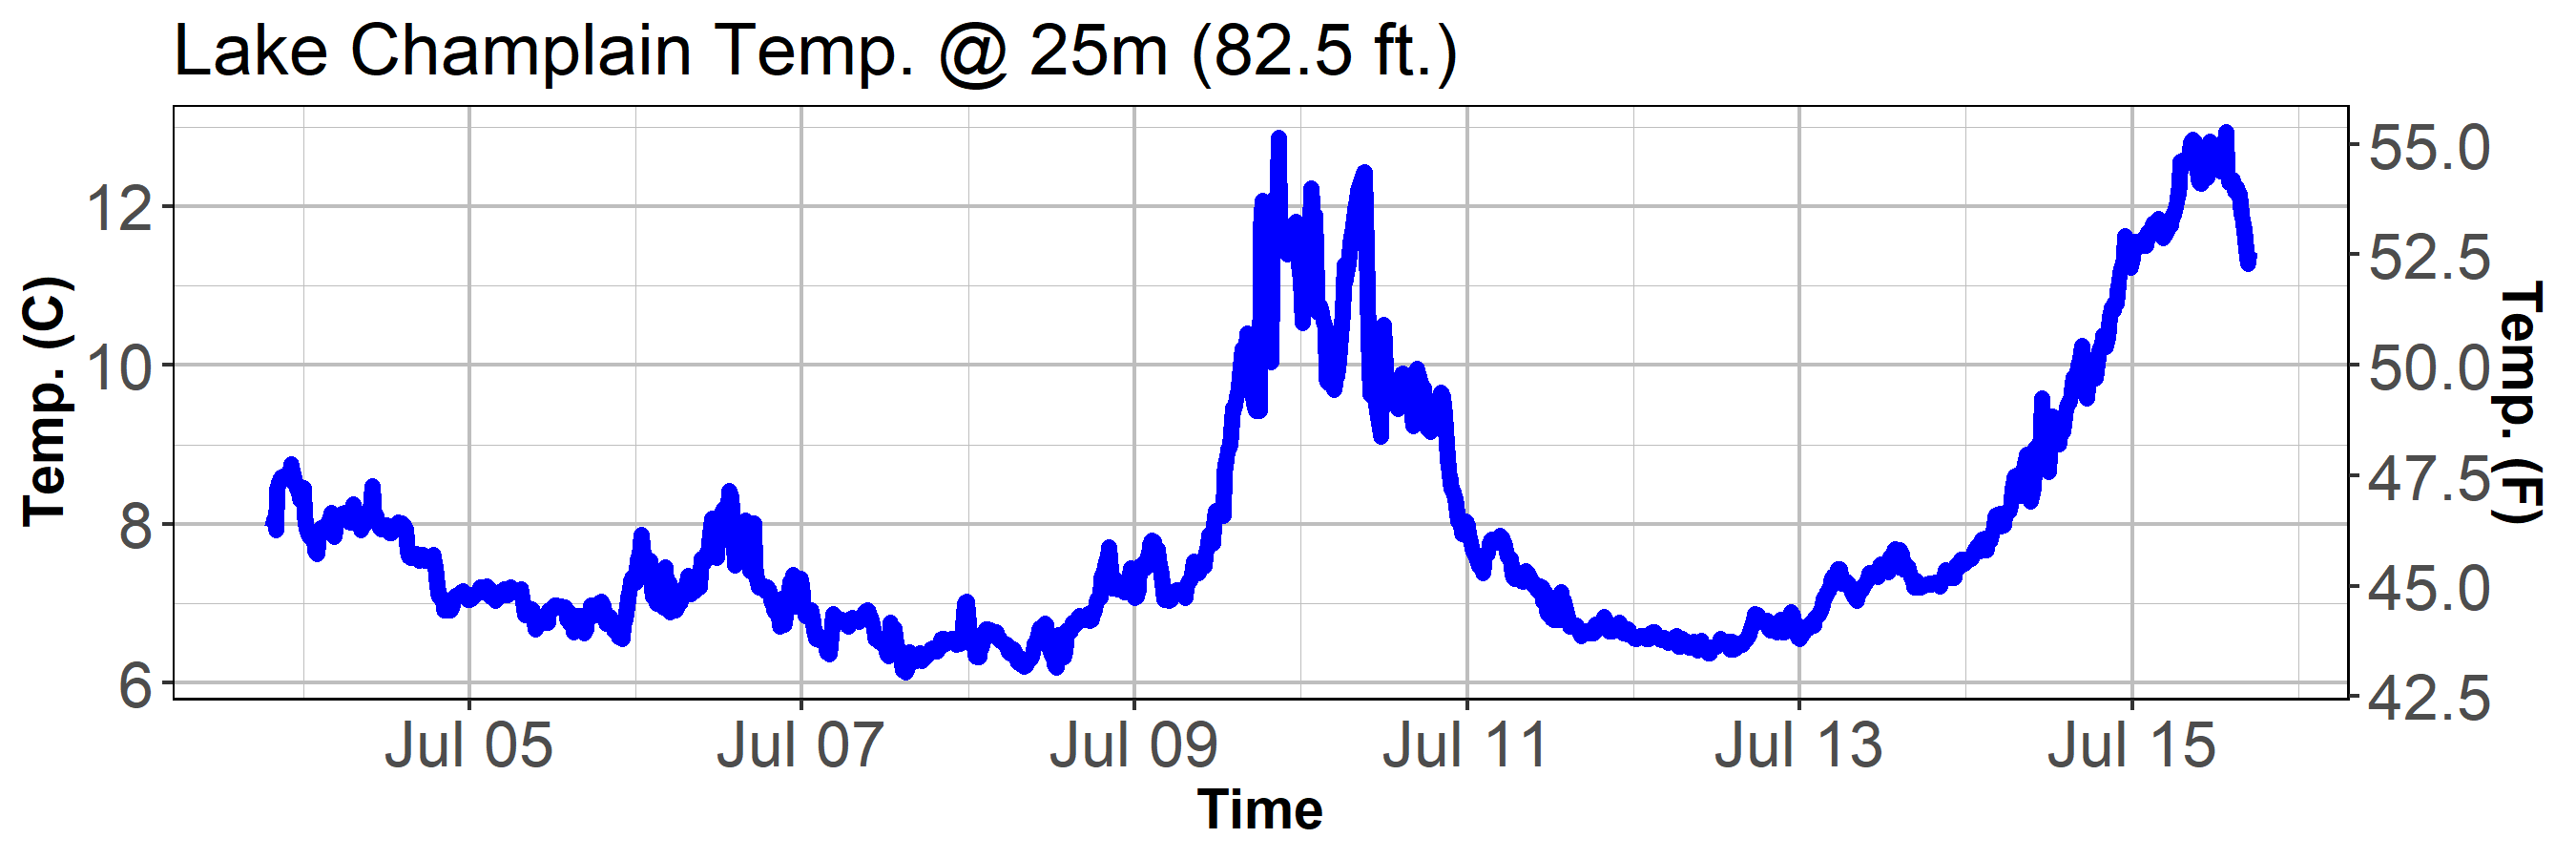 Lake Champlain Temp. @ 25m (82.5 ft.)
Temp. (C)
12
10
8
6
55.0
52.5
50.0
47.5
45.0
42.5
Temp. (F)
Jul 05 Jul 07 Jul 09 Jul 11 Jul 13 Jul 15
Time